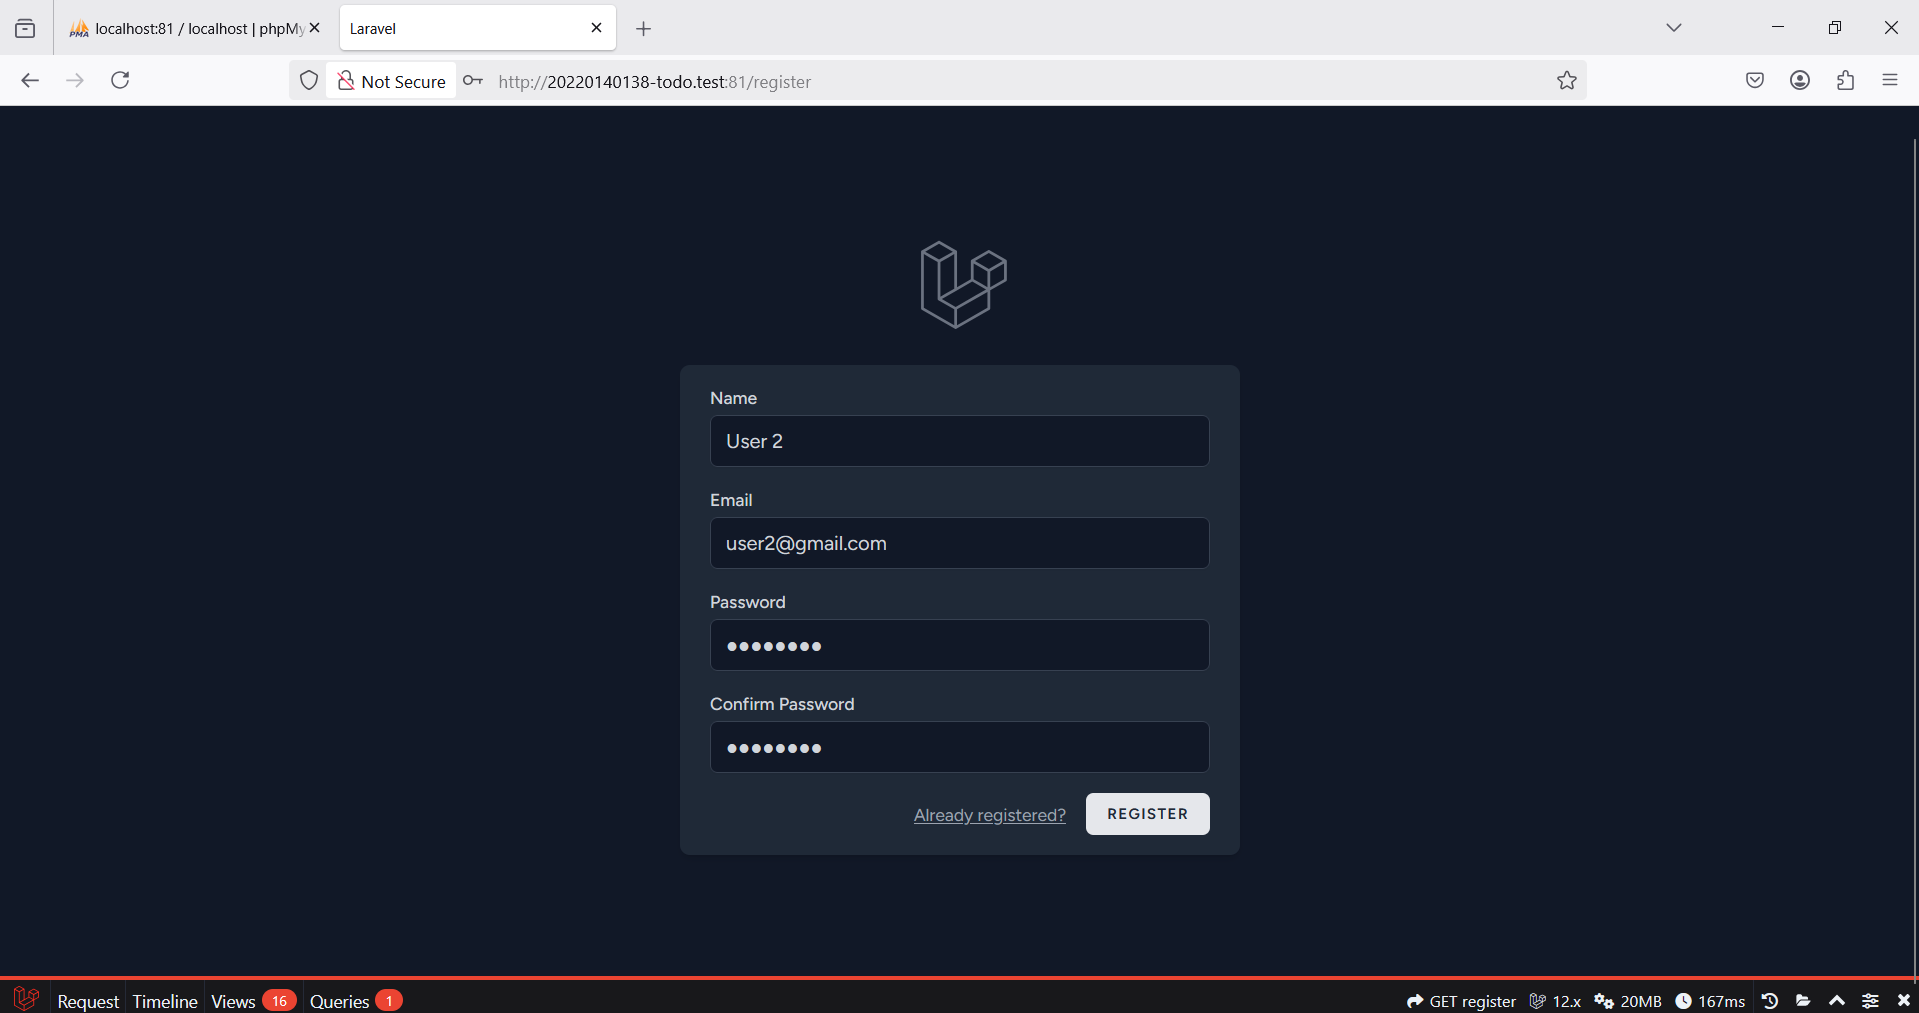 localhost:81 / localhost | phpMy
Laravel
Not Secure
http://20220140138-todo.test:81/register
Name
User 2
Email
user2@gmail.com
Password
●●●●●●●●
Confirm Password
●●●●●●●●
Already registered? REGISTER
Request Timeline Views 16 Queries 1 GET register 12.x 20MB 167ms